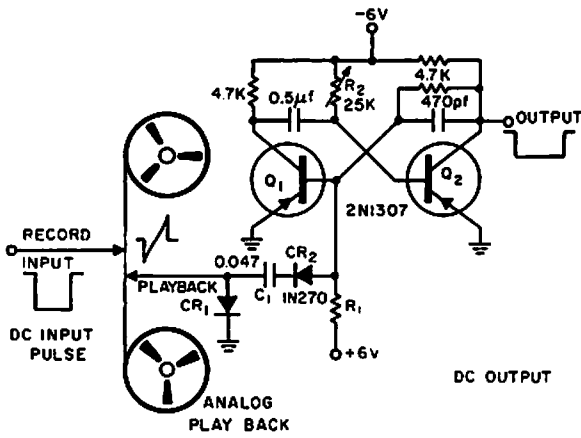 -6V
4.7K
0.5μf
R2
25K
4.7K
470pf
OUTPUT
Q1
Q2
2N1307
RECORD
INPUT
PLAYBACK
0.047
C1
CR2
1N270
CR1
R1
+6v
DC INPUT
PULSE
ANALOG
PLAY BACK
DC OUTPUT